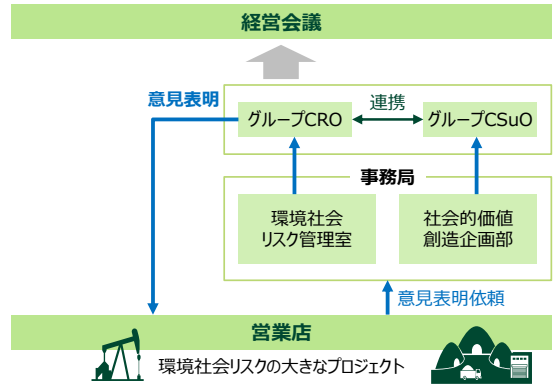 経営会議
意見表明
グループCRO
連携
グループCSuO
事務局
環境社会
リスク管理室
社会的価値
創造企画部
意見表明依頼
営業店
環境社会リスクの大きなプロジェクト